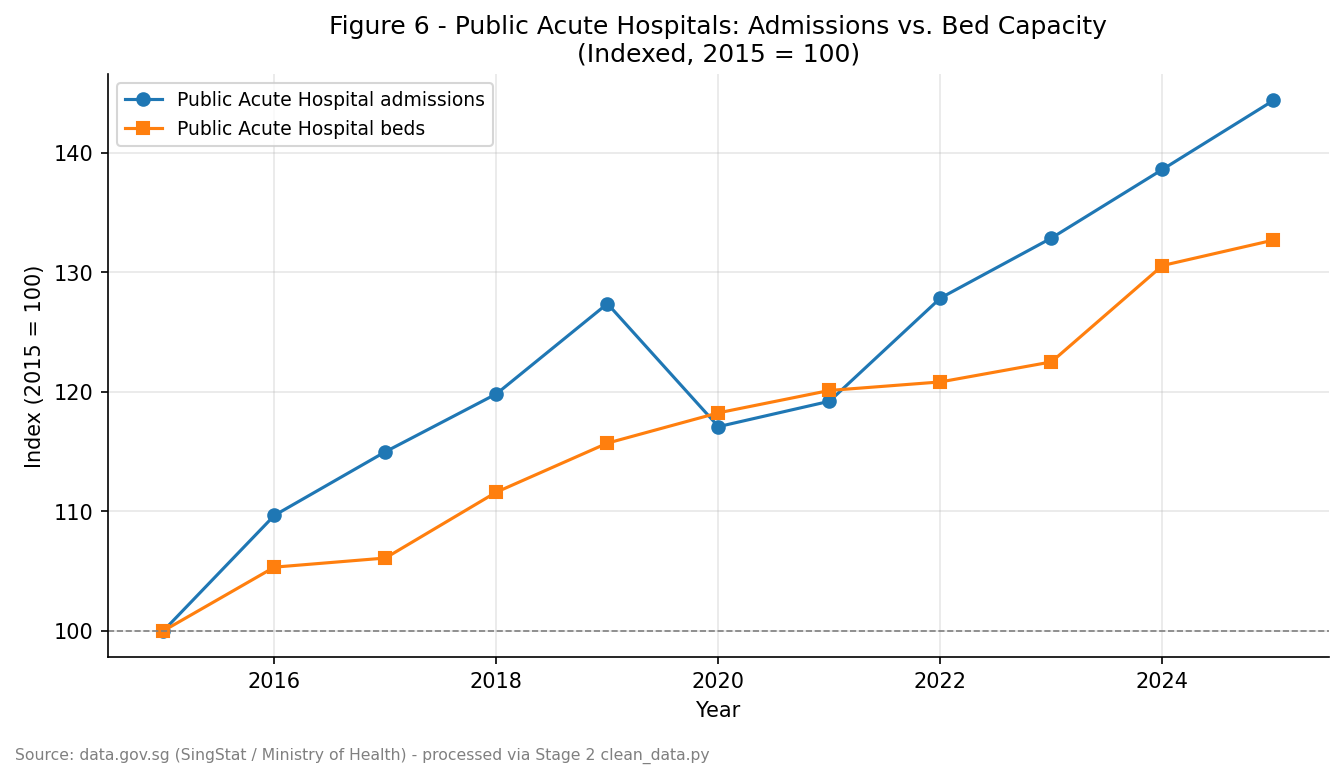 Figure 6 - Public Acute Hospitals: Admissions vs. Bed Capacity
(Indexed, 2015 = 100)
Public Acute Hospital admissions
Public Acute Hospital beds
Index (2015 = 100)
140
130
120
110
100
2016
2018
2020
2022
2024
Year
Source: data.gov.sg (SingStat / Ministry of Health) - processed via Stage 2 clean_data.py